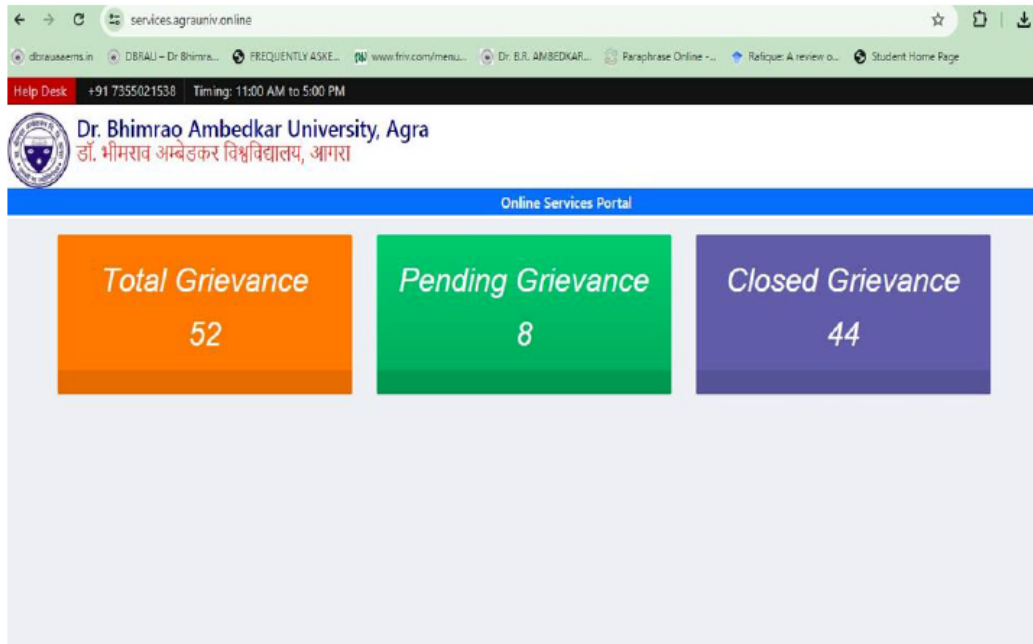 services.agrauniv.online
DBRAU – Dr Bhimra... FREQUENTLY ASKE... www.friv.com/menu... Dr. B.R. AMBEDKAR... Paraphrase Online -... Rafique: A review o... Student Home Page
Help Desk +91 7355021538 Timing: 11:00 AM to 5:00 PM
Dr. Bhimrao Ambedkar University, Agra
डॉ. भीमराव अम्बेडकर विश्वविद्यालय, आगरा
Online Services Portal
Total Grievance Pending Grievance Closed Grievance
52 8 44